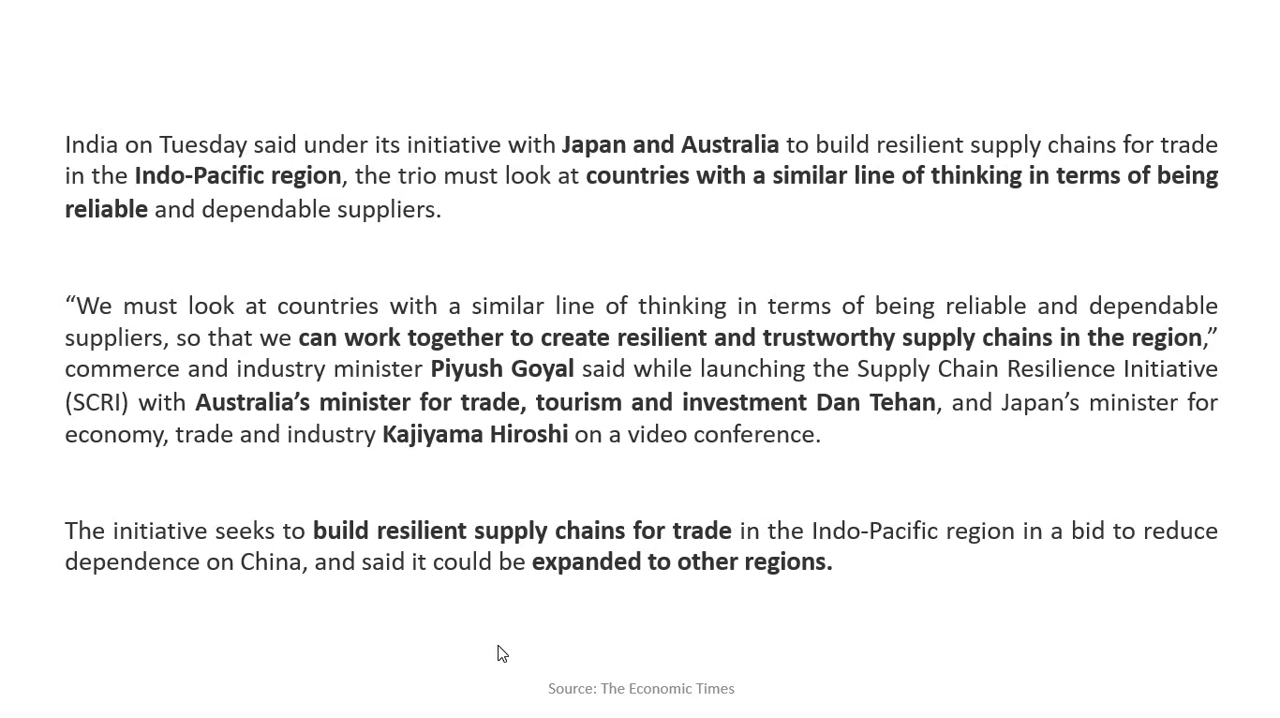 India on Tuesday said under its initiative with Japan and Australia to build resilient supply chains for trade
in the Indo-Pacific region, the trio must look at countries with a similar line of thinking in terms of being
reliable and dependable suppliers.
“We must look at countries with a similar line of thinking in terms of being reliable and dependable
suppliers, so that we can work together to create resilient and trustworthy supply chains in the region,”
commerce and industry minister Piyush Goyal said while launching the Supply Chain Resilience Initiative
(SCRI) with Australia’s minister for trade, tourism and investment Dan Tehan, and Japan’s minister for
economy, trade and industry Kajiyama Hiroshi on a video conference.
The initiative seeks to build resilient supply chains for trade in the Indo-Pacific region in a bid to reduce
dependence on China, and said it could be expanded to other regions.
Source: The Economic Times